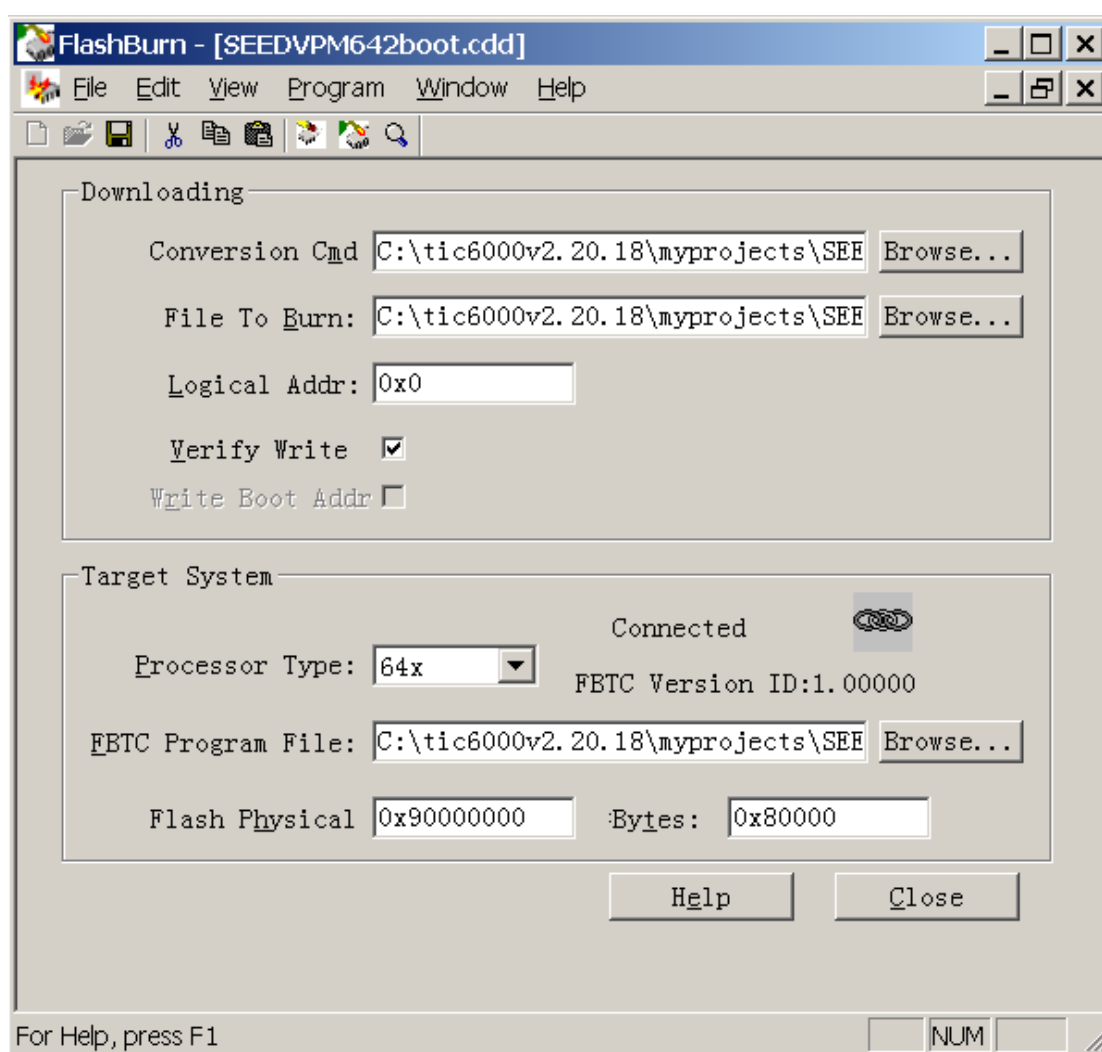 FlashBurn - [SEEDVPM642boot.cdd]
File Edit View Program Window Help
Downloading
Conversion Cmd C:\tic6000v2.20.18\myprojects\SEE Browse...
File To Burn: C:\tic6000v2.20.18\myprojects\SEE Browse...
Logical Addr: 0x0
Verify Write
Write Boot Addr
Target System
Connected
Processor Type: 64x
FBTC Version ID:1.00000
FBTC Program File: C:\tic6000v2.20.18\myprojects\SEE Browse...
Flash Physical 0x90000000 :Bytes: 0x80000
Help Close
For Help, press F1 NUM